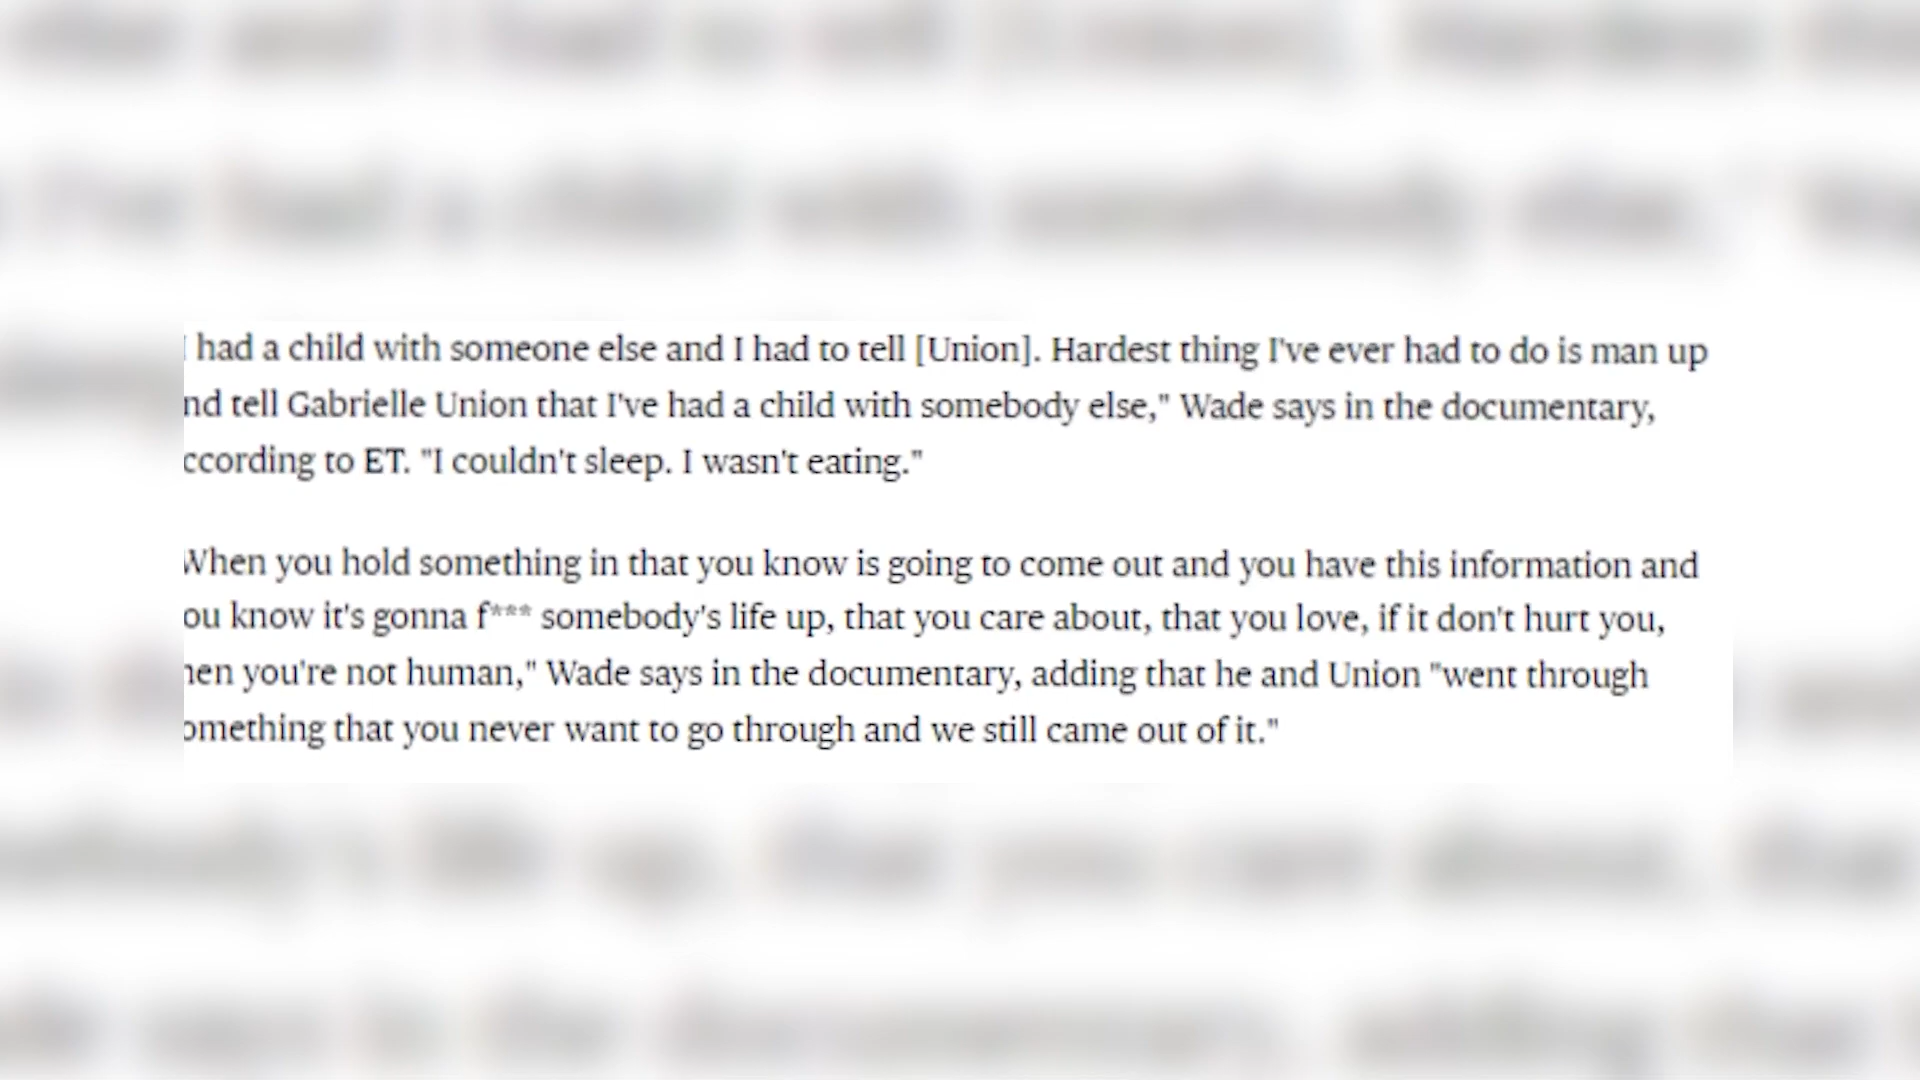 I had a child with someone else and I had to tell [Union]. Hardest thing I've ever had to do is man up
nd tell Gabrielle Union that I've had a child with somebody else," Wade says in the documentary,
ccording to ET. "I couldn't sleep. I wasn't eating."
When you hold something in that you know is going to come out and you have this information and
ou know it's gonna f*** somebody's life up, that you care about, that you love, if it don't hurt you,
hen you're not human," Wade says in the documentary, adding that he and Union "went through
omething that you never want to go through and we still came out of it."